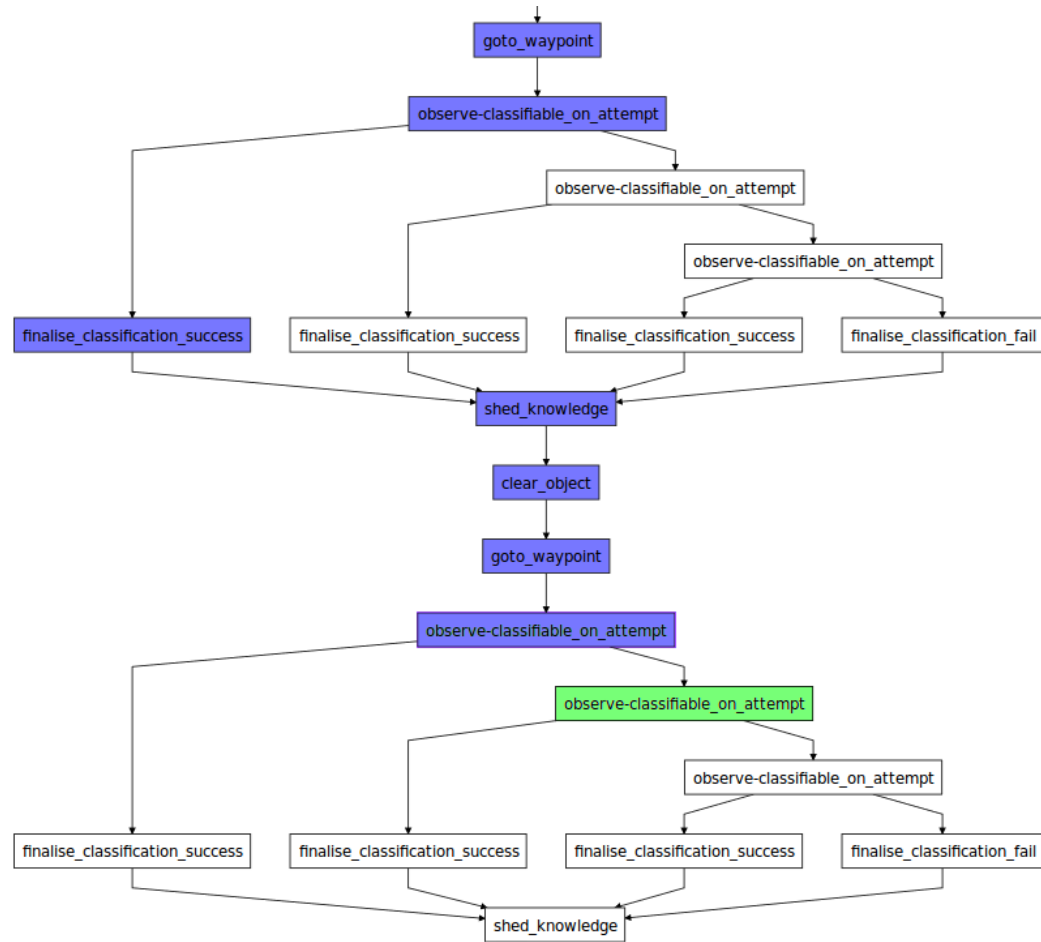 goto_waypoint
observe-classifiable_on_attempt
observe-classifiable_on_attempt
observe-classifiable_on_attempt
finalise_classification_success
finalise_classification_success
finalise_classification_success
finalise_classification_fail
shed_knowledge
clear_object
goto_waypoint
observe-classifiable_on_attempt
observe-classifiable_on_attempt
observe-classifiable_on_attempt
finalise_classification_success
finalise_classification_success
finalise_classification_success
finalise_classification_fail
shed_knowledge